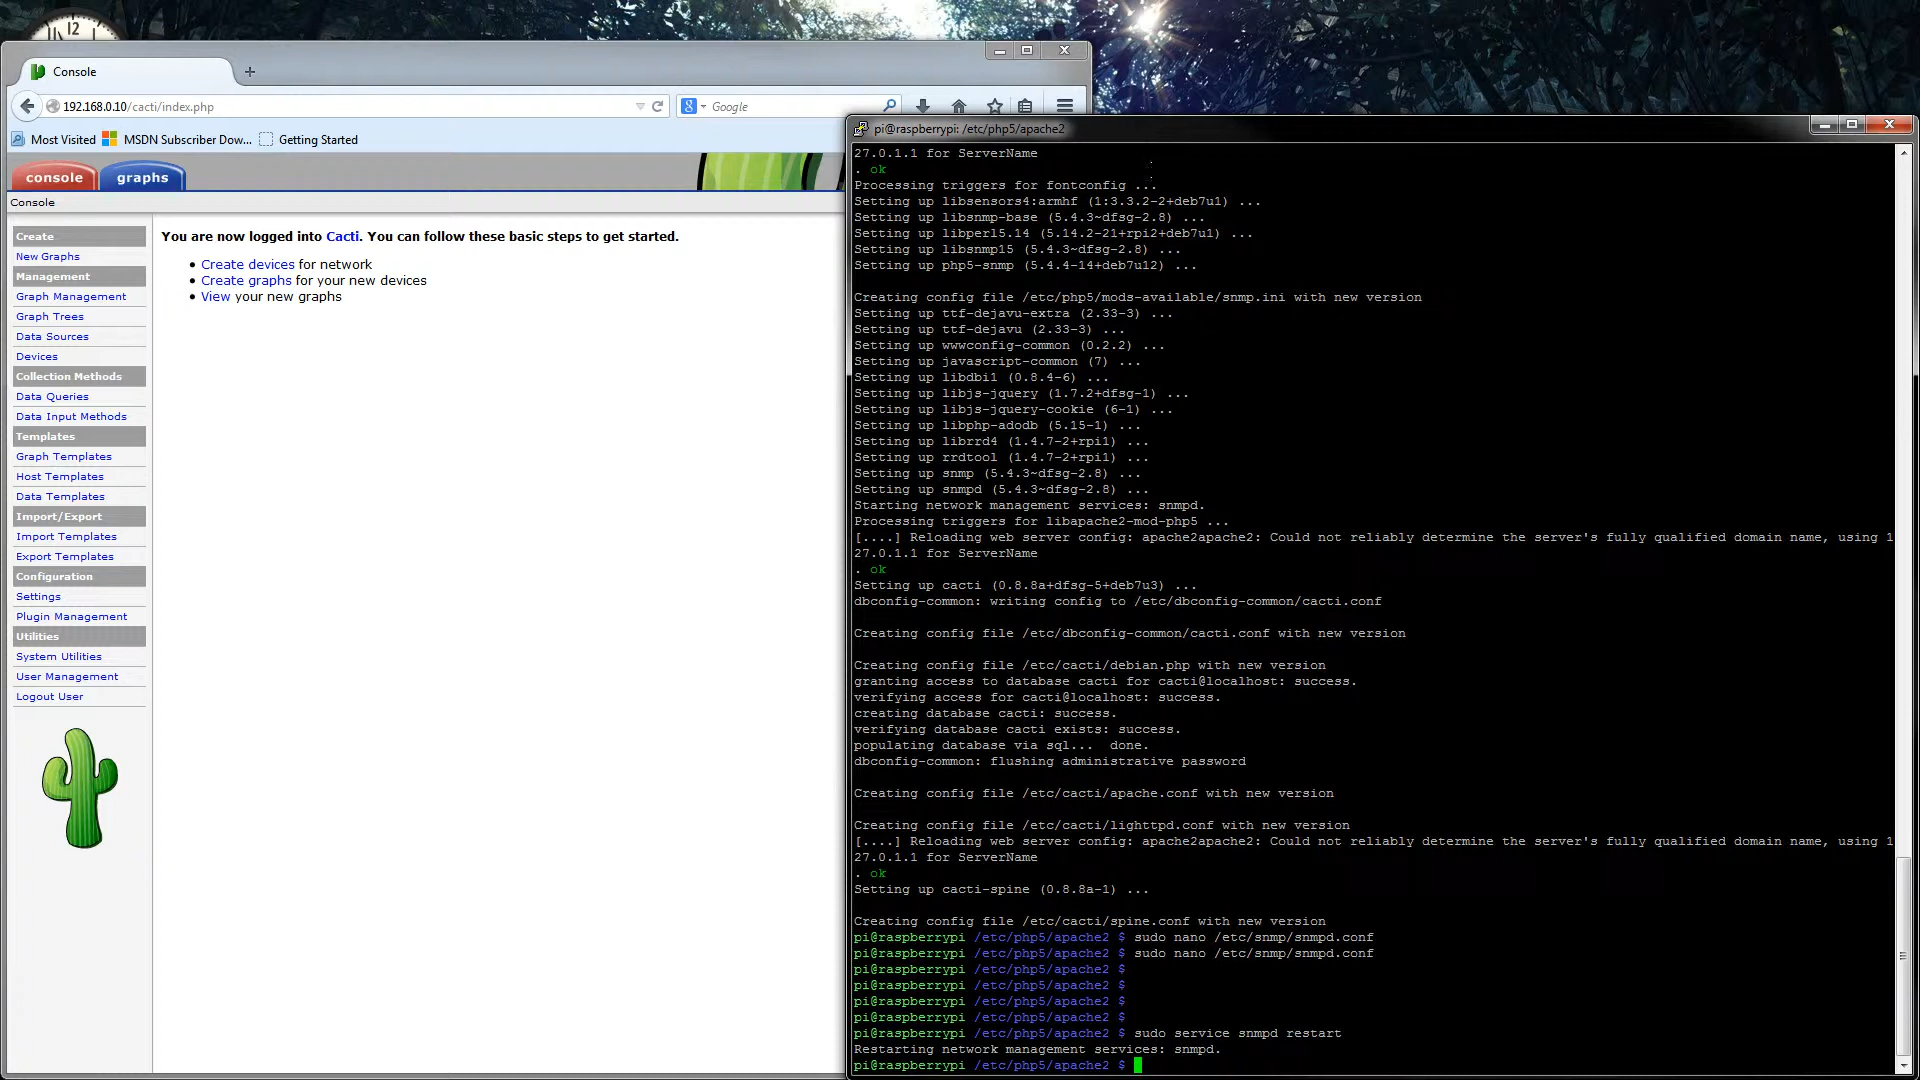 12
Console
192.168.0.10/cacti/index.php
Google
Most Visited
MSDN Subscriber Dow...
Getting Started
console
graphs
Console
Create
New Graphs
Management
Graph Management
Graph Trees
Data Sources
Devices
Collection Methods
Data Queries
Data Input Methods
Templates
Graph Templates
Host Templates
Data Templates
Import/Export
Import Templates
Export Templates
Configuration
Settings
Plugin Management
Utilities
System Utilities
User Management
Logout User
You are now logged into Cacti. You can follow these basic steps to get started.
Create devices for network
Create graphs for your new devices
View your new graphs
pi@raspberrypi: /etc/php5/apache2
27.0.1.1 for ServerName
. ok
Processing triggers for fontconfig ...
Setting up libsensors4:armhf (1:3.3.2-2+deb7u1) ...
Setting up libsnmp-base (5.4.3~dfsg-2.8) ...
Setting up libperl5.14 (5.14.2-21+rpi2+deb7u1) ...
Setting up libsnmp15 (5.4.3~dfsg-2.8) ...
Setting up php5-snmp (5.4.4-14+deb7u12) ...
Creating config file /etc/php5/mods-available/snmp.ini with new version
Setting up ttf-dejavu-extra (2.33-3) ...
Setting up ttf-dejavu (2.33-3) ...
Setting up wwwconfig-common (0.2.2) ...
Setting up javascript-common (7) ...
Setting up libdbi1 (0.8.4-6) ...
Setting up libjs-jquery (1.7.2+dfsg-1) ...
Setting up libjs-jquery-cookie (6-1) ...
Setting up libphp-adodb (5.15-1) ...
Setting up librrd4 (1.4.7-2+rpi1) ...
Setting up rrdtool (1.4.7-2+rpi1) ...
Setting up snmp (5.4.3~dfsg-2.8) ...
Setting up snmpd (5.4.3~dfsg-2.8) ...
Starting network management services: snmpd.
Processing triggers for libapache2-mod-php5 ...
[....] Reloading web server config: apache2apache2: Could not reliably determine the server's fully qualified domain name, using 1
27.0.1.1 for ServerName
. ok
Setting up cacti (0.8.8a+dfsg-5+deb7u3) ...
dbconfig-common: writing config to /etc/dbconfig-common/cacti.conf
Creating config file /etc/dbconfig-common/cacti.conf with new version
Creating config file /etc/cacti/debian.php with new version
granting access to database cacti for cacti@localhost: success.
verifying access for cacti@localhost: success.
creating database cacti: success.
verifying database cacti exists: success.
populating database via sql...  done.
dbconfig-common: flushing administrative password
Creating config file /etc/cacti/apache.conf with new version
Creating config file /etc/cacti/lighttpd.conf with new version
[....] Reloading web server config: apache2apache2: Could not reliably determine the server's fully qualified domain name, using 1
27.0.1.1 for ServerName
. ok
Setting up cacti-spine (0.8.8a-1) ...
Creating config file /etc/cacti/spine.conf with new version
pi@raspberrypi /etc/php5/apache2 $ sudo nano /etc/snmp/snmpd.conf
pi@raspberrypi /etc/php5/apache2 $ sudo nano /etc/snmp/snmpd.conf
pi@raspberrypi /etc/php5/apache2 $
pi@raspberrypi /etc/php5/apache2 $
pi@raspberrypi /etc/php5/apache2 $
pi@raspberrypi /etc/php5/apache2 $
pi@raspberrypi /etc/php5/apache2 $ sudo service snmpd restart
Restarting network management services: snmpd.
pi@raspberrypi /etc/php5/apache2 $